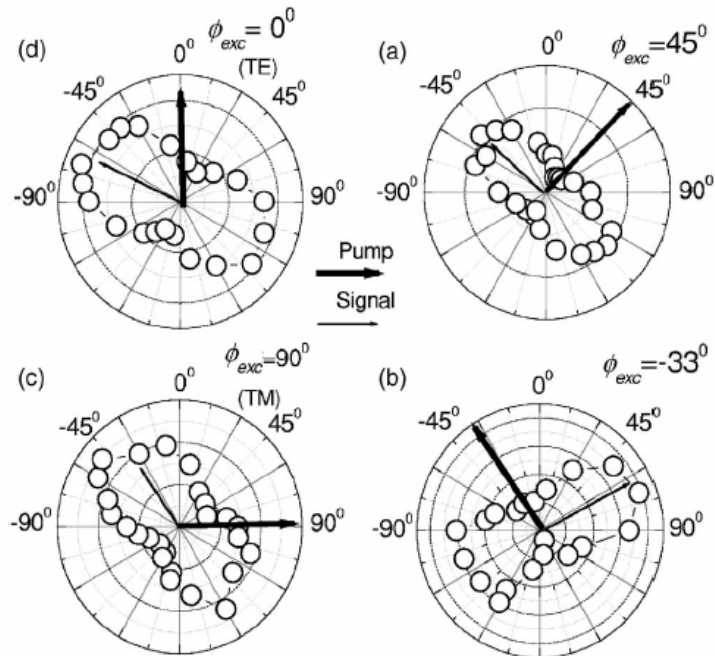 (d) ϕexc = 0⁰
(TE)
0⁰
-45⁰
45⁰
-90⁰
90⁰
(a) ϕexc=45⁰
0⁰
-45⁰
45⁰
-90⁰
90⁰
Pump
Signal
(c) ϕexc=90⁰
(TM)
0⁰
-45⁰
45⁰
-90⁰
90⁰
(b) ϕexc=-33⁰
0⁰
-45⁰
45⁰
-90⁰
90⁰